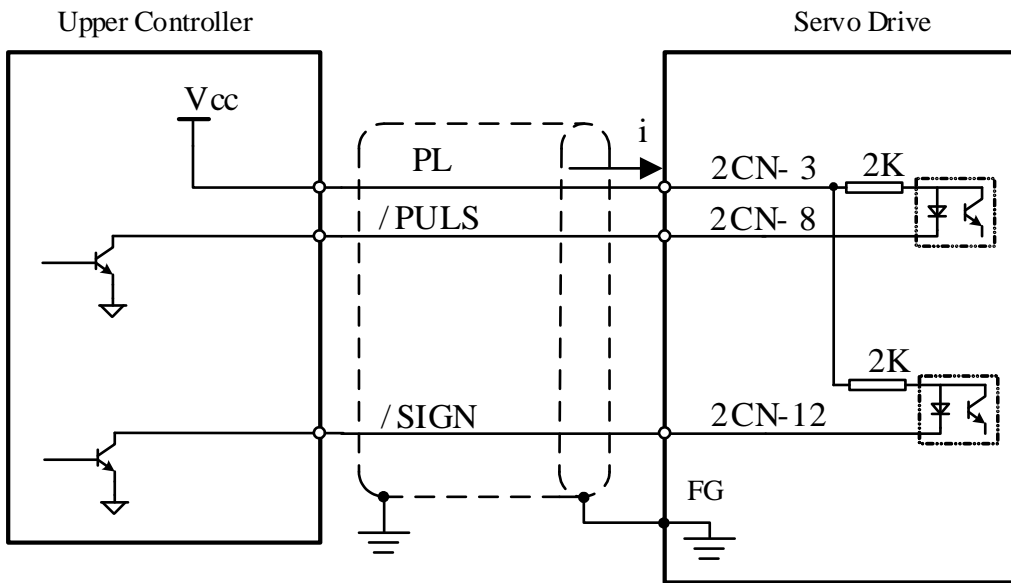 Upper Controller
Servo Drive
Vcc
i
PL
2CN- 3
2K
/PULS
2CN- 8
2K
/SIGN
2CN-12
FG